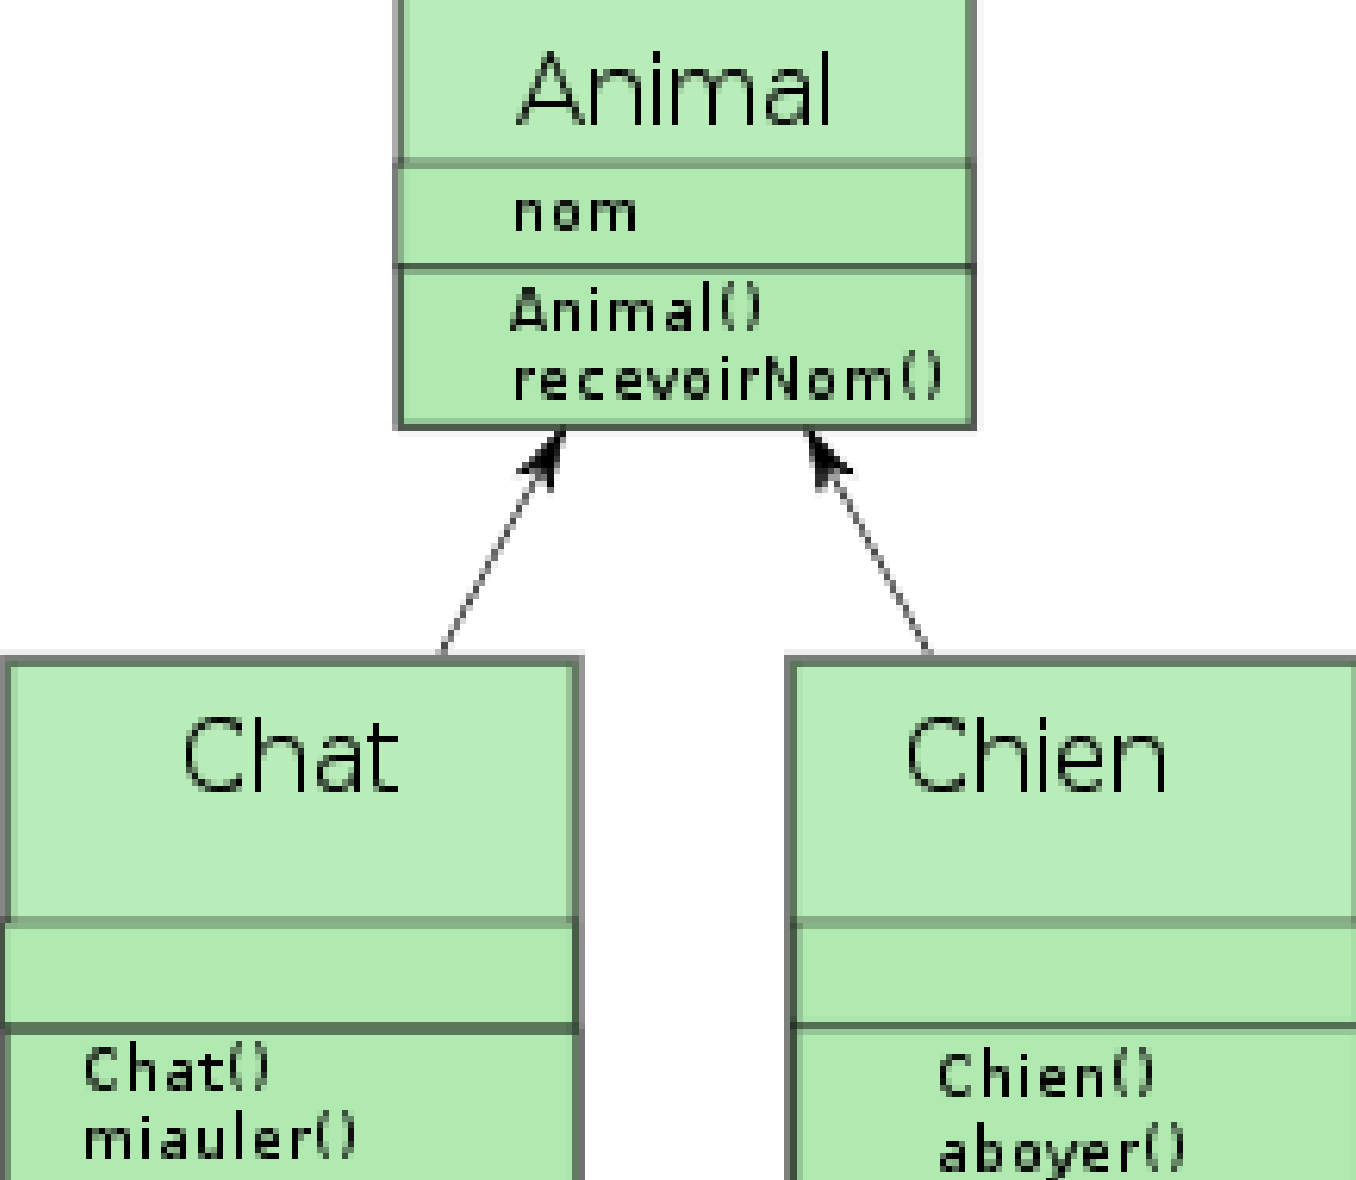 Animal
nom
Animal()
recevoirNom()
Chat
Chat()
miauler()
Chien
Chien()
aboyer()